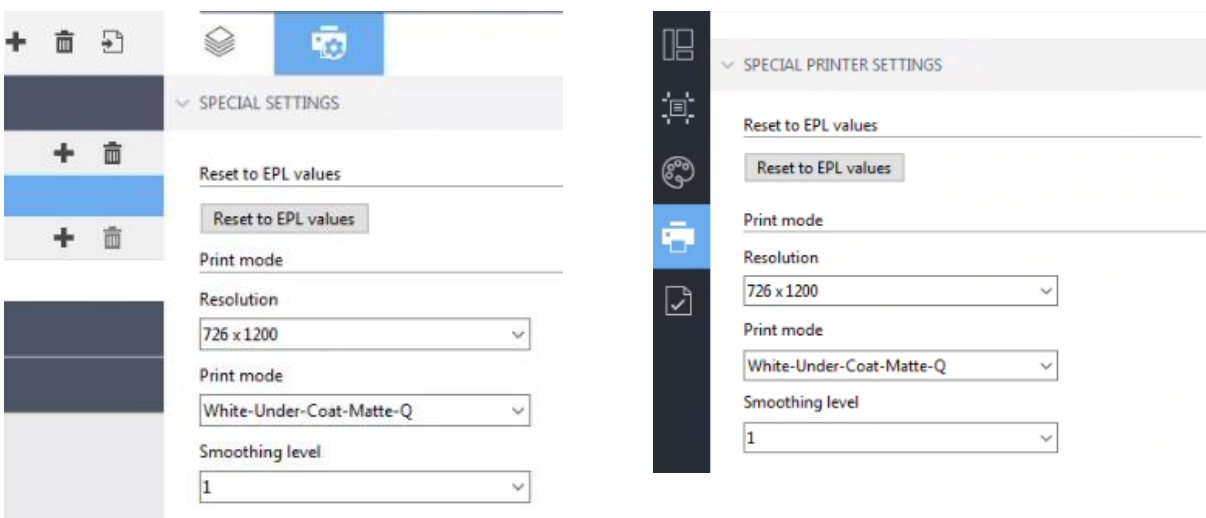 SPECIAL SETTINGS
Reset to EPL values
Reset to EPL values
Print mode
Resolution
726 x 1200
Print mode
White-Under-Coat-Matte-Q
Smoothing level
1
SPECIAL PRINTER SETTINGS
Reset to EPL values
Reset to EPL values
Print mode
Resolution
726 x 1200
Print mode
White-Under-Coat-Matte-Q
Smoothing level
1